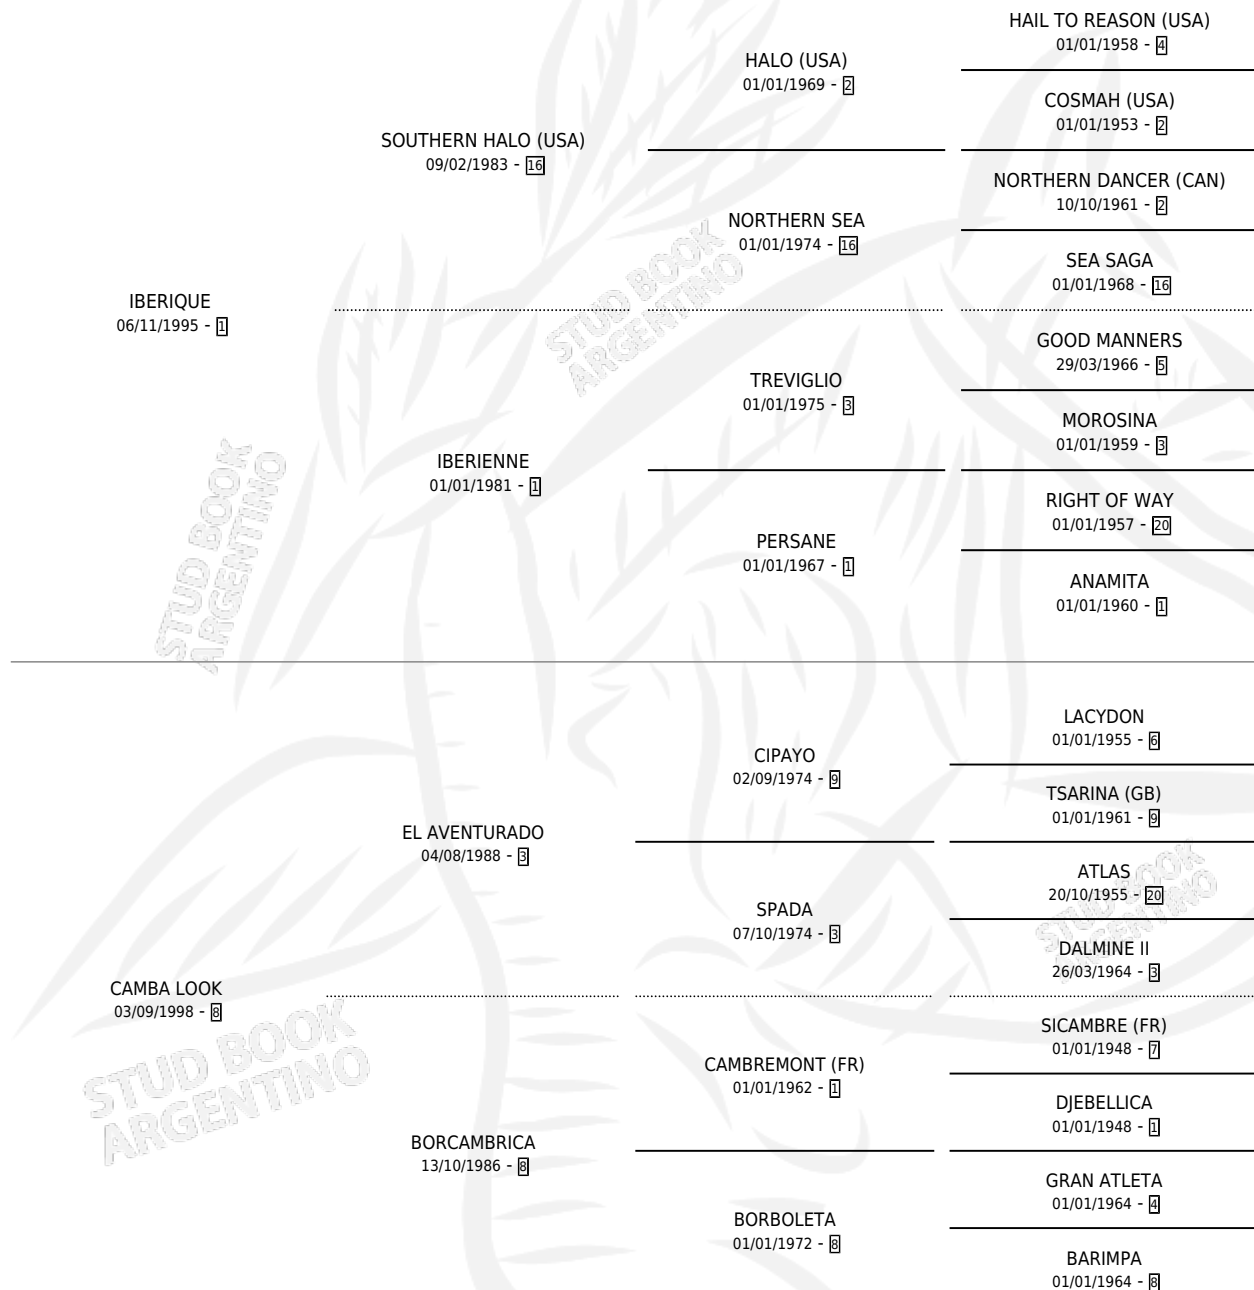 HAIL TO REASON (USA)
01/01/1958 - 4
HALO (USA)
01/01/1969 - 2
COSMAH (USA)
01/01/1953 - 2
SOUTHERN HALO (USA)
09/02/1983 - 16
NORTHERN DANCER (CAN)
10/10/1961 - 2
NORTHERN SEA
01/01/1974 - 16
SEA SAGA
01/01/1968 - 16
IBERIQUE
06/11/1995 - 1
GOOD MANNERS
29/03/1966 - 5
TREVIGLIO
01/01/1975 - 3
MOROSINA
01/01/1959 - 3
IBERIENNE
01/01/1981 - 1
RIGHT OF WAY
01/01/1957 - 20
PERSANE
01/01/1967 - 1
ANAMITA
01/01/1960 - 1
LACYDON
01/01/1955 - 6
CIPAYO
02/09/1974 - 9
TSARINA (GB)
01/01/1961 - 9
EL AVENTURADO
04/08/1988 - 3
ATLAS
20/10/1955 - 20
SPADA
07/10/1974 - 3
DALMINE II
26/03/1964 - 3
CAMBA LOOK
03/09/1998 - 8
SICAMBRE (FR)
01/01/1948 - 7
CAMBREMONT (FR)
01/01/1962 - 1
DJEBELLICA
01/01/1948 - 1
BORCAMBRICA
13/10/1986 - 8
GRAN ATLETA
01/01/1964 - 4
BORBOLETA
01/01/1972 - 8
BARIMPA
01/01/1964 - 8
STUD BOOK
ARGENTINO
STUD BOOK
ARGENTINO
STUD BOOK
ARGENTINO
STUD BOOK
ARGENTINO